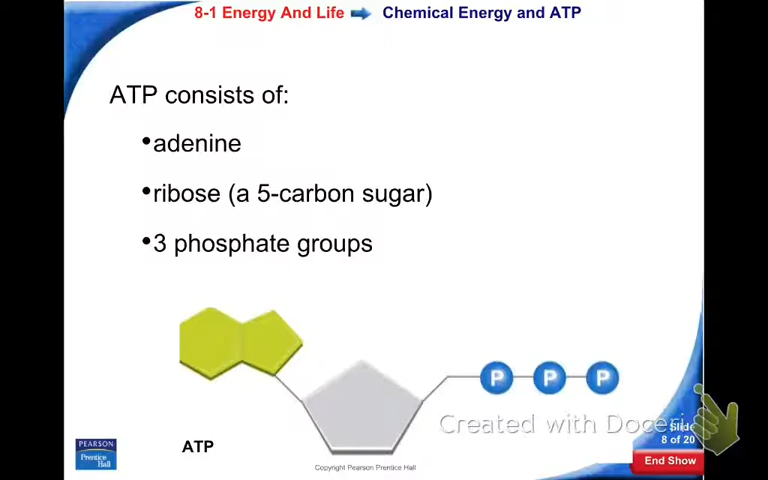 8-1 Energy And Life Chemical Energy and ATP
ATP consists of:
•adenine
•ribose (a 5-carbon sugar)
•3 phosphate groups
P P P
Created with Doceri
Slide
8 of 20
ATP
PEARSON
Prentice
Hall
End Show
Copyright Pearson Prentice Hall